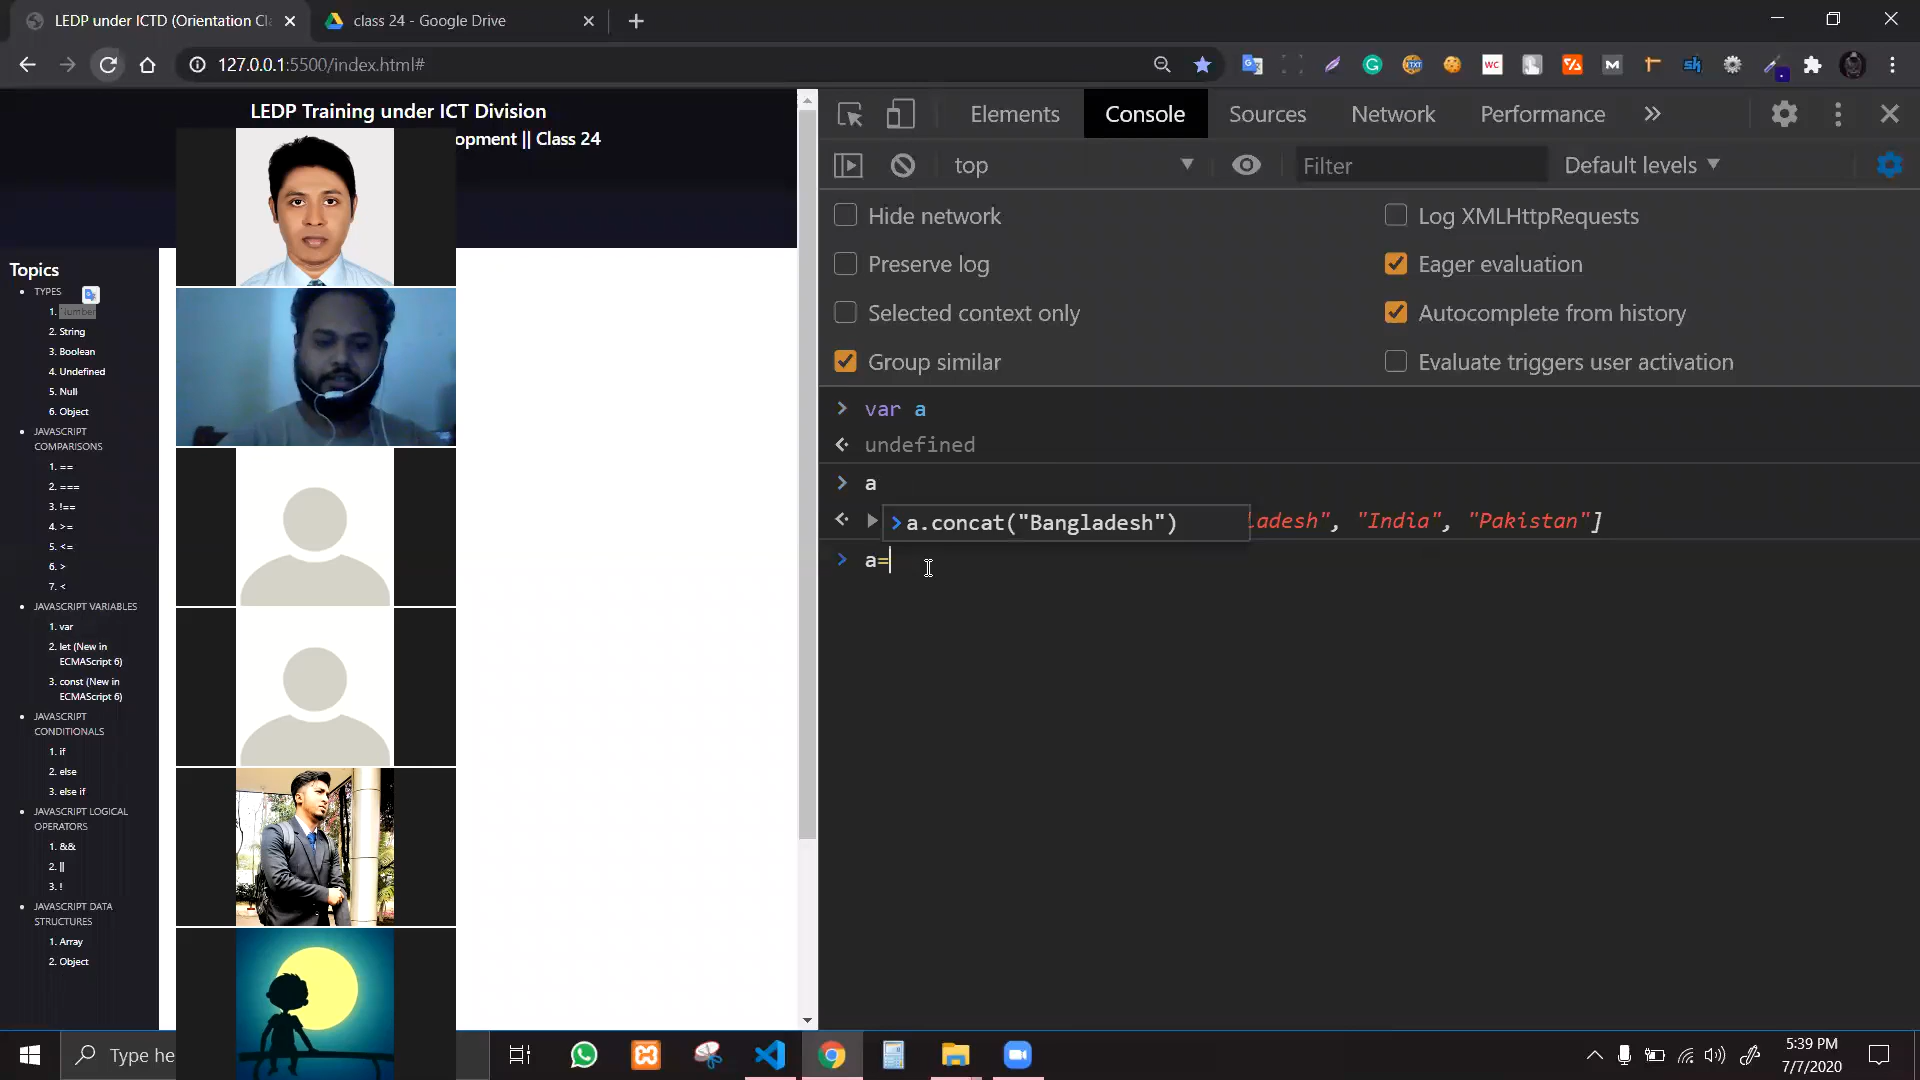 LEDP under ICTD (Orientation Cl
class 24 - Google Drive
127.0.0.1:5500/index.html#
LEDP Training under ICT Division
opment || Class 24
Topics
TYPES
1. Number
2. String
3. Boolean
4. Undefined
5. Null
6. Object
JAVASCRIPT
COMPARISONS
1. ==
2. ===
3. !==
4. >=
5. <=
6. >
7. <
JAVASCRIPT VARIABLES
1. var
2. let (New in
ECMAScript 6)
3. const (New in
ECMAScript 6)
JAVASCRIPT
CONDITIONALS
1. if
2. else
3. else if
JAVASCRIPT LOGICAL
OPERATORS
1. &&
2. ||
3. !
JAVASCRIPT DATA
STRUCTURES
1. Array
2. Object
Elements
Console
Sources
Network
Performance
top
Filter
Default levels
Hide network
Log XMLHttpRequests
Preserve log
Eager evaluation
Selected context only
Autocomplete from history
Group similar
Evaluate triggers user activation
> var a
undefined
> a
a.concat("Bangladesh")
ladesh", "India", "Pakistan"]
> a=
Type he
5:39 PM
7/7/2020